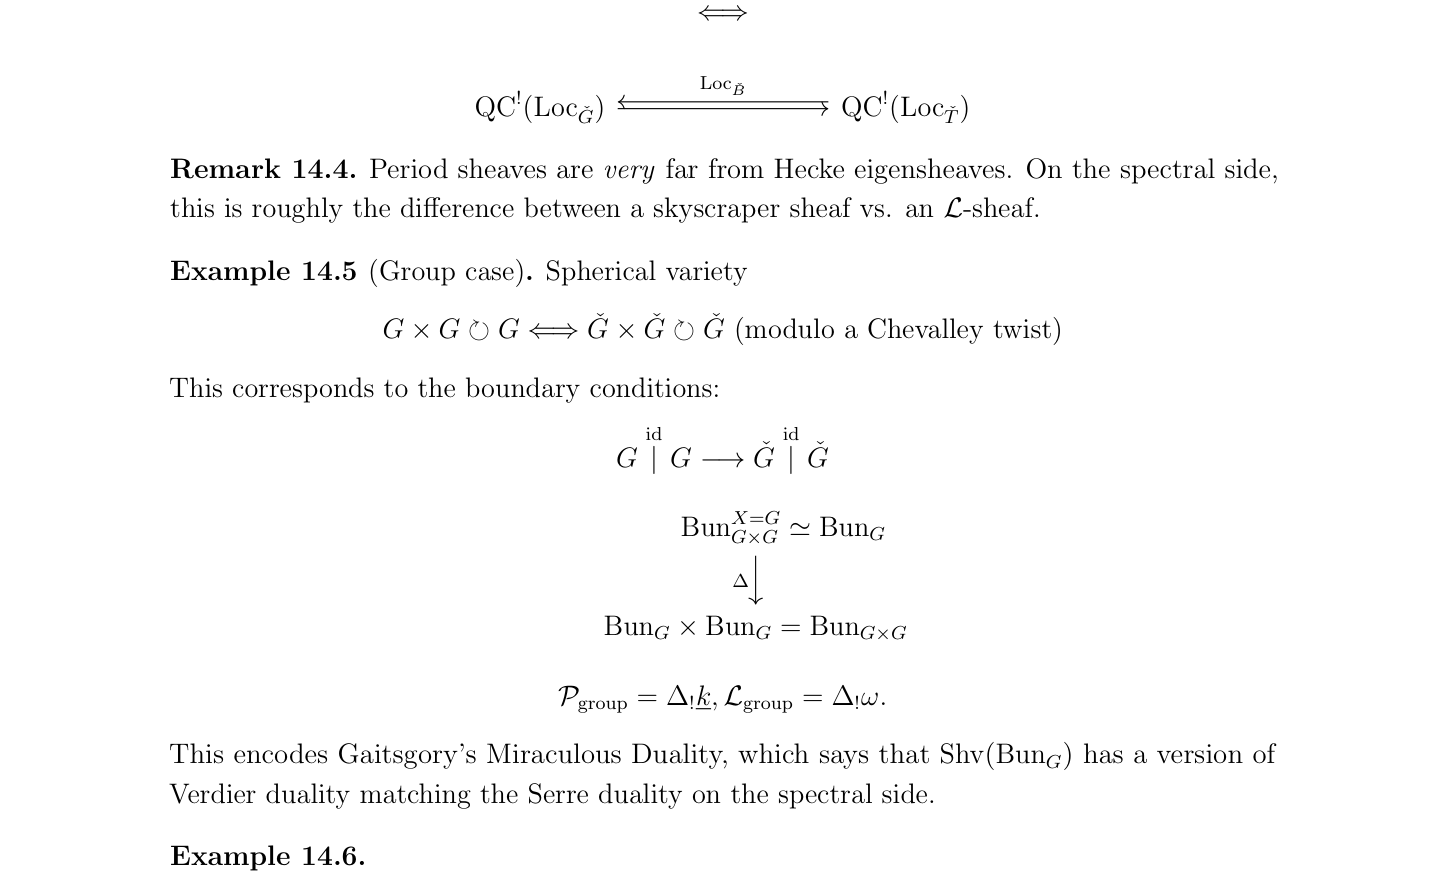 ⟺
Loc_B̌
QC^!(Loc_Ǧ) ⟸⟹ QC^!(Loc_Ť)
Remark 14.4. Period sheaves are very far from Hecke eigensheaves. On the spectral side,
this is roughly the difference between a skyscraper sheaf vs. an ℒ-sheaf.
Example 14.5 (Group case). Spherical variety
G × G ↻ G ⟺ Ǧ × Ǧ ↻ Ǧ (modulo a Chevalley twist)
This corresponds to the boundary conditions:
id id
G | G ⟶ Ǧ | Ǧ
Bun_{G×G}^{X=G} ≃ Bun_G
Δ↓
Bun_G × Bun_G = Bun_{G×G}
𝒫_group = Δ_! k̲, ℒ_group = Δ_! ω.
This encodes Gaitsgory's Miraculous Duality, which says that Shv(Bun_G) has a version of
Verdier duality matching the Serre duality on the spectral side.
Example 14.6.